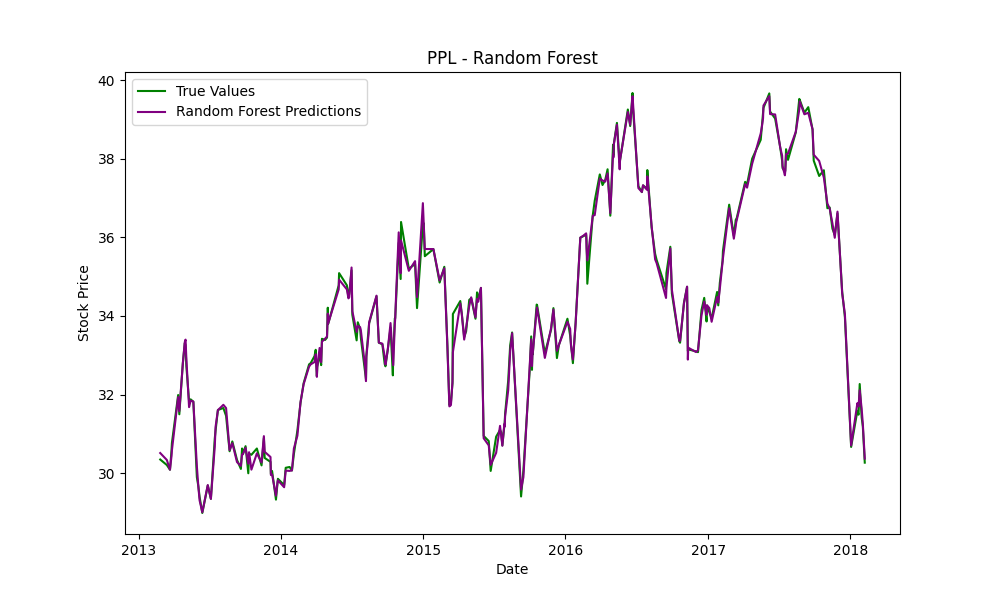 PPL - Random Forest
True Values
Random Forest Predictions
Stock Price
40
38
36
34
32
30
2013
2014
2015
2016
2017
2018
Date